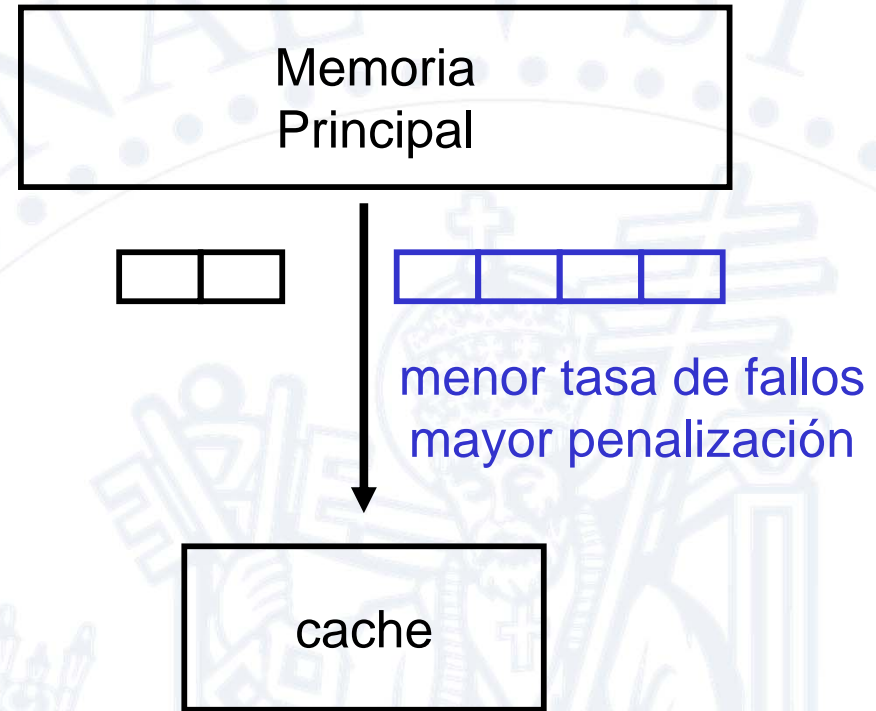 Memoria
Principal
menor tasa de fallos
mayor penalización
cache